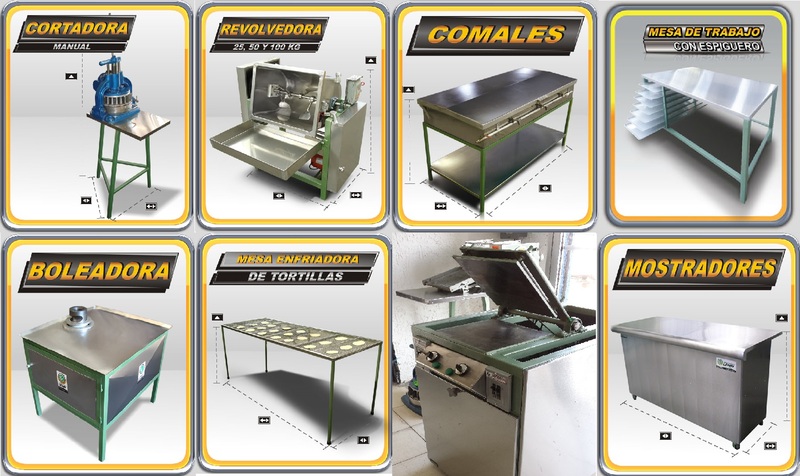 CORTADORA
MANUAL
REVOLVEDORA
25, 50 Y 100 KG
COMALES
MESA DE TRABAJO
CON ESPIGUERO
BOLEADORA
MESA ENFRIADORA
DE TORTILLAS
MOSTRADORES